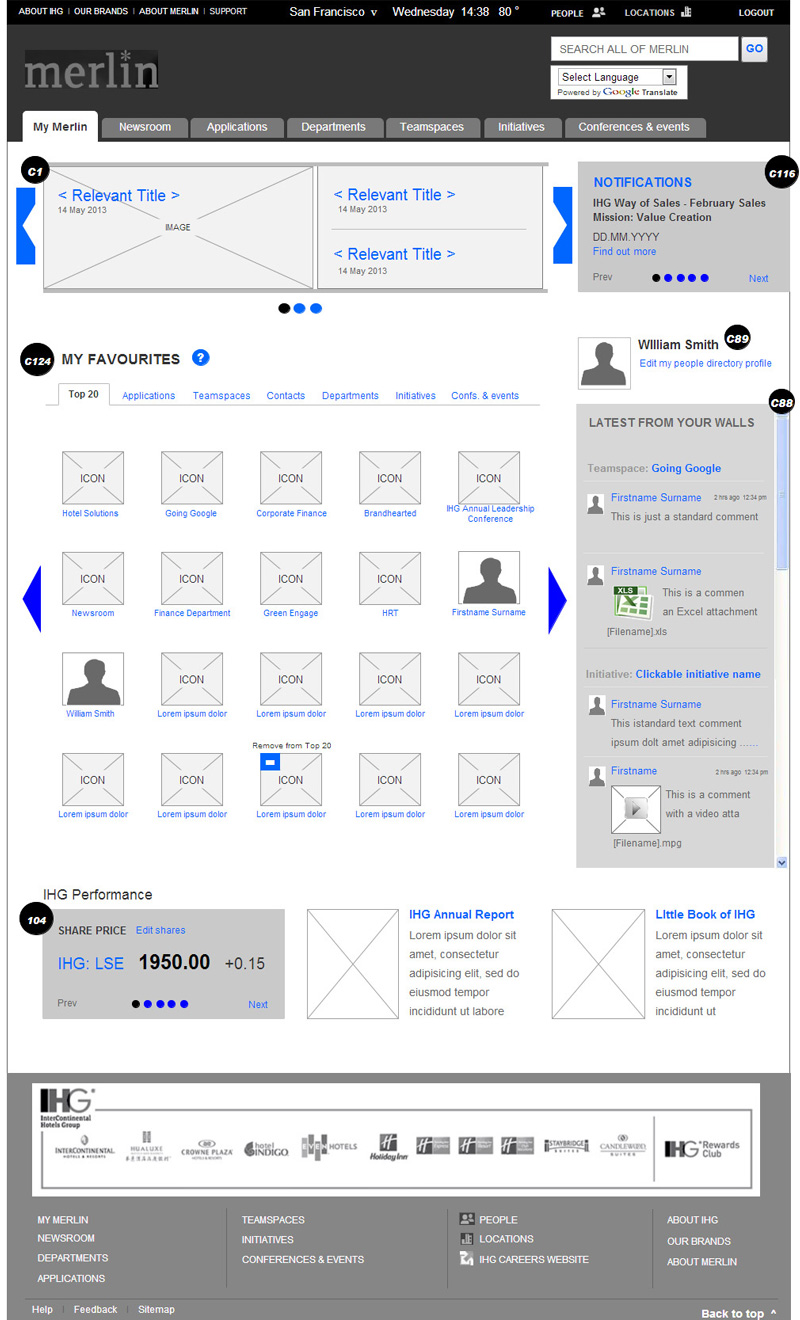 ABOUT IHG | OUR BRANDS | ABOUT MERLIN | SUPPORT San Francisco v Wednesday 14:38 80 ° PEOPLE LOCATIONS LOGOUT
merlin
SEARCH ALL OF MERLIN GO
Select Language
Powered by Google Translate
My Merlin Newsroom Applications Departments Teamspaces Initiatives Conferences & events
C1
< Relevant Title >
14 May 2013
IMAGE
< Relevant Title >
14 May 2013
< Relevant Title >
14 May 2013
C116
NOTIFICATIONS
IHG Way of Sales - February Sales
Mission: Value Creation
DD.MM.YYYY
Find out more
Prev Next
C124 MY FAVOURITES ?
Top 20 Applications Teamspaces Contacts Departments Initiatives Confs. & events
ICON ICON ICON ICON ICON
Hotel Solutions Going Google Corporate Finance Brandhearted IHG Annual Leadership
Conference
ICON ICON ICON ICON
Newsroom Finance Department Green Engage HRT Firstname Surname
ICON ICON ICON ICON
William Smith Lorem ipsum dolor Lorem ipsum dolor Lorem ipsum dolor Lorem ipsum dolor
Remove from Top 20
ICON ICON ICON ICON ICON
Lorem ipsum dolor Lorem ipsum dolor Lorem ipsum dolor Lorem ipsum dolor Lorem ipsum dolor
WIlliam Smith C89
Edit my people directory profile
C88
LATEST FROM YOUR WALLS
Teamspace: Going Google
Firstname Surname 2 hrs ago 12:34 pm
This is just a standard comment
Firstname Surname
XLS
This is a commen
an Excel attachment
[Filename].xls
Initiative: Clickable initiative name
Firstname Surname
This istandard text comment
ipsum dolt amet adipisicing ......
Firstname 2 hrs ago 12:34 pm
This is a comment
with a video atta
[Filename].mpg
IHG Performance
104
SHARE PRICE Edit shares
IHG: LSE 1950.00 +0.15
Prev Next
IHG Annual Report
Lorem ipsum dolor sit
amet, consectetur
adipisicing elit, sed do
eiusmod tempor
incididunt ut labore
LIttle Book of IHG
Lorem ipsum dolor sit
amet, consectetur
adipisicing elit, sed do
eiusmod tempor
incididunt ut
IHG
InterContinental
Hotels Group
INTERCONTINENTAL
HOTELS & RESORTS
HUALUXE
CROWNE PLAZA
HOTELS & RESORTS
hotel
INDIGO
EVEN HOTELS
Holiday Inn
STAYBRIDGE
SUITES
CANDLEWOOD
SUITES
IHG Rewards
Club
MY MERLIN
NEWSROOM
DEPARTMENTS
APPLICATIONS
TEAMSPACES
INITIATIVES
CONFERENCES & EVENTS
PEOPLE
LOCATIONS
IHG CAREERS WEBSITE
ABOUT IHG
OUR BRANDS
ABOUT MERLIN
Help | Feedback | Sitemap
Back to top ^